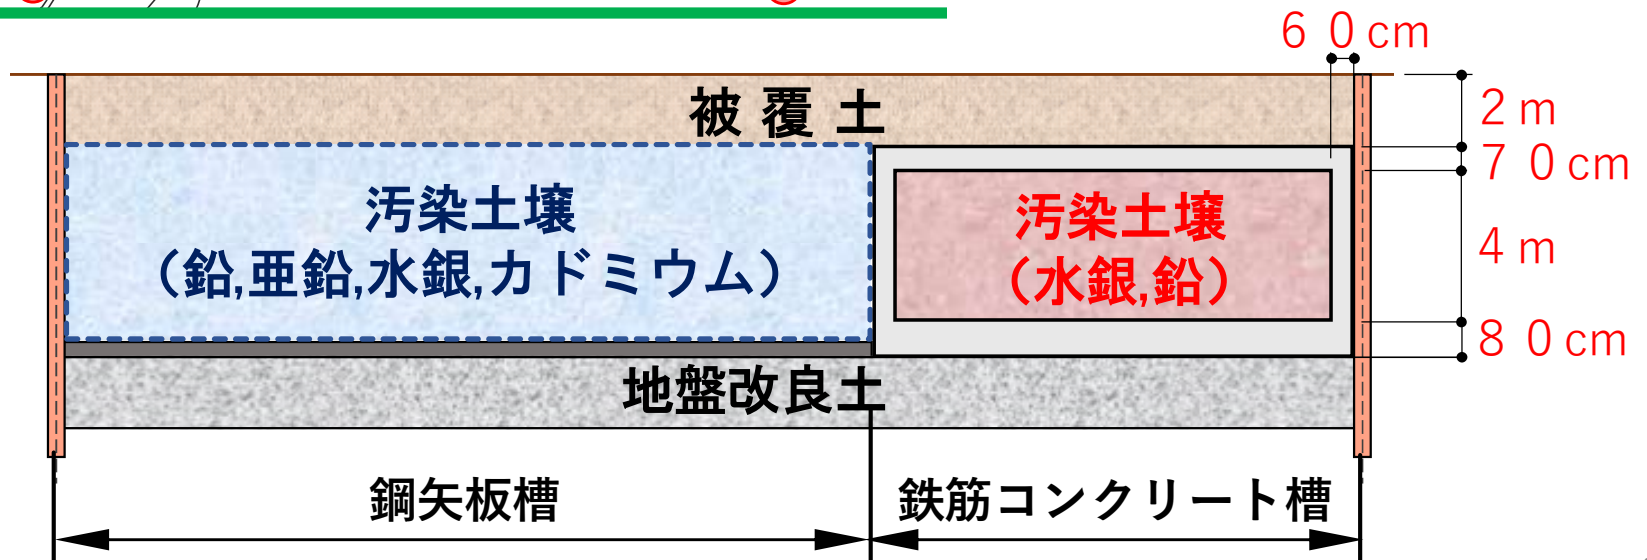 ６０cm
被覆土
２m
７０cm
汚染土壌
（鉛,亜鉛,水銀,カドミウム）
汚染土壌
（水銀,鉛）
４m
８０cm
地盤改良土
鋼矢板槽
鉄筋コンクリート槽